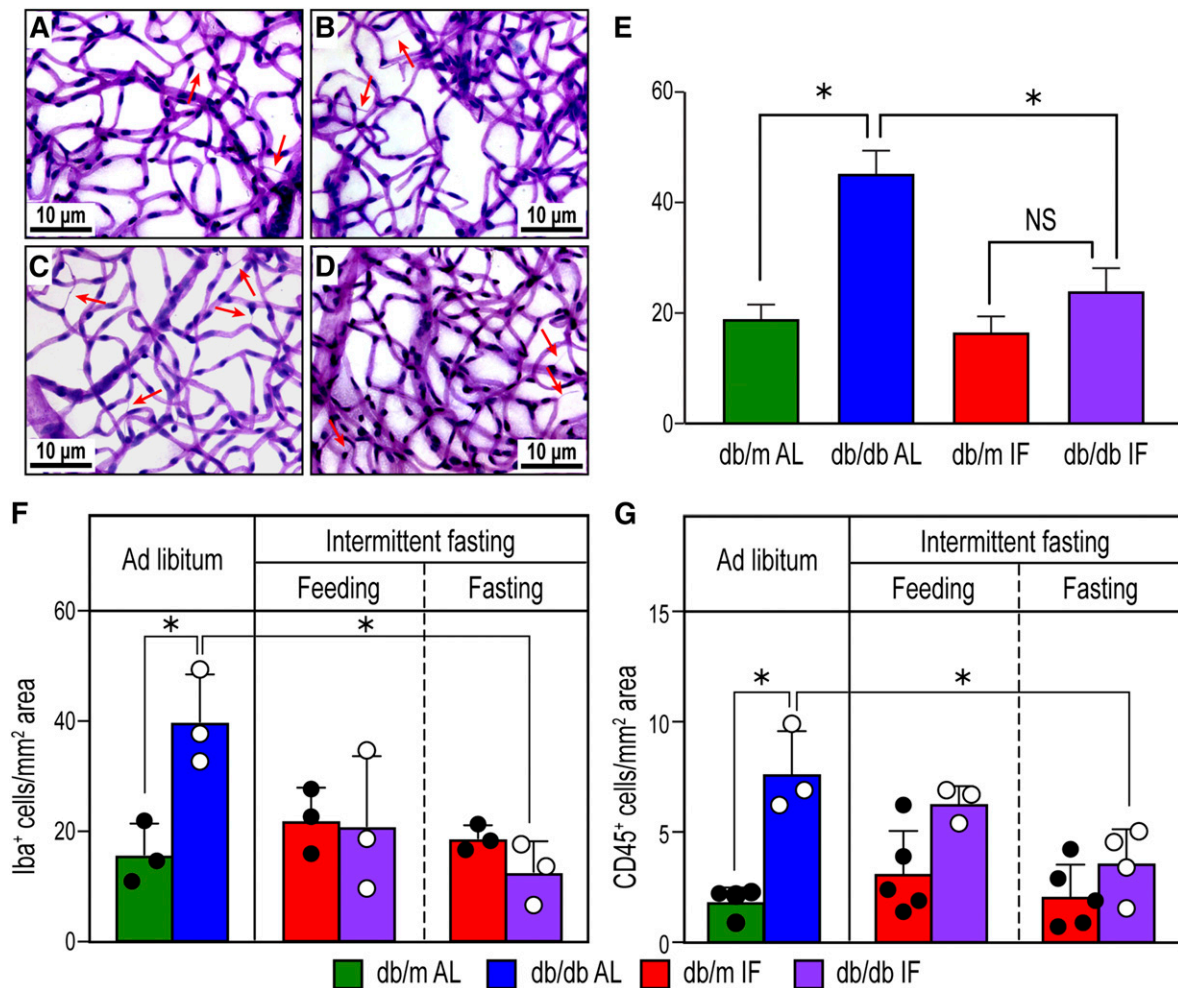 A
B
10 µm
10 µm
C
D
10 µm
10 µm
E
60
40
20
0
*
*
NS
db/m AL
db/db AL
db/m IF
db/db IF
F
Ad libitum
Intermittent fasting
Feeding
Fasting
Iba⁺ cells/mm² area
60
40
20
0
*
*
G
Ad libitum
Intermittent fasting
Feeding
Fasting
CD45⁺ cells/mm² area
15
10
5
0
*
*
db/m AL
db/db AL
db/m IF
db/db IF